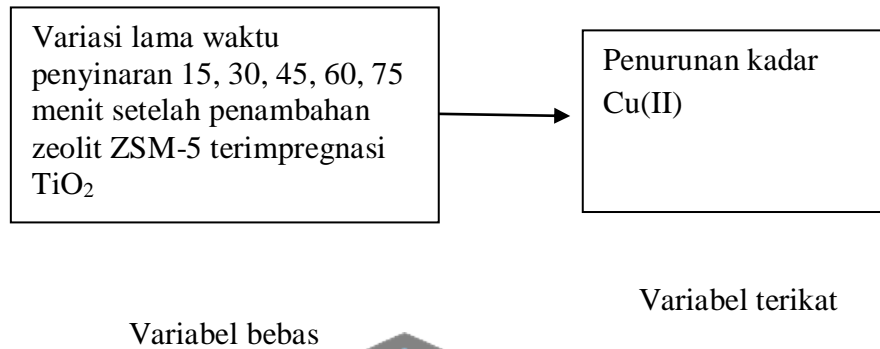 Variasi lama waktu
penyinaran 15, 30, 45, 60, 75
menit setelah penambahan
zeolit ZSM-5 terimpregnasi
TiO₂
Penurunan kadar
Cu(II)
Variabel terikat
Variabel bebas